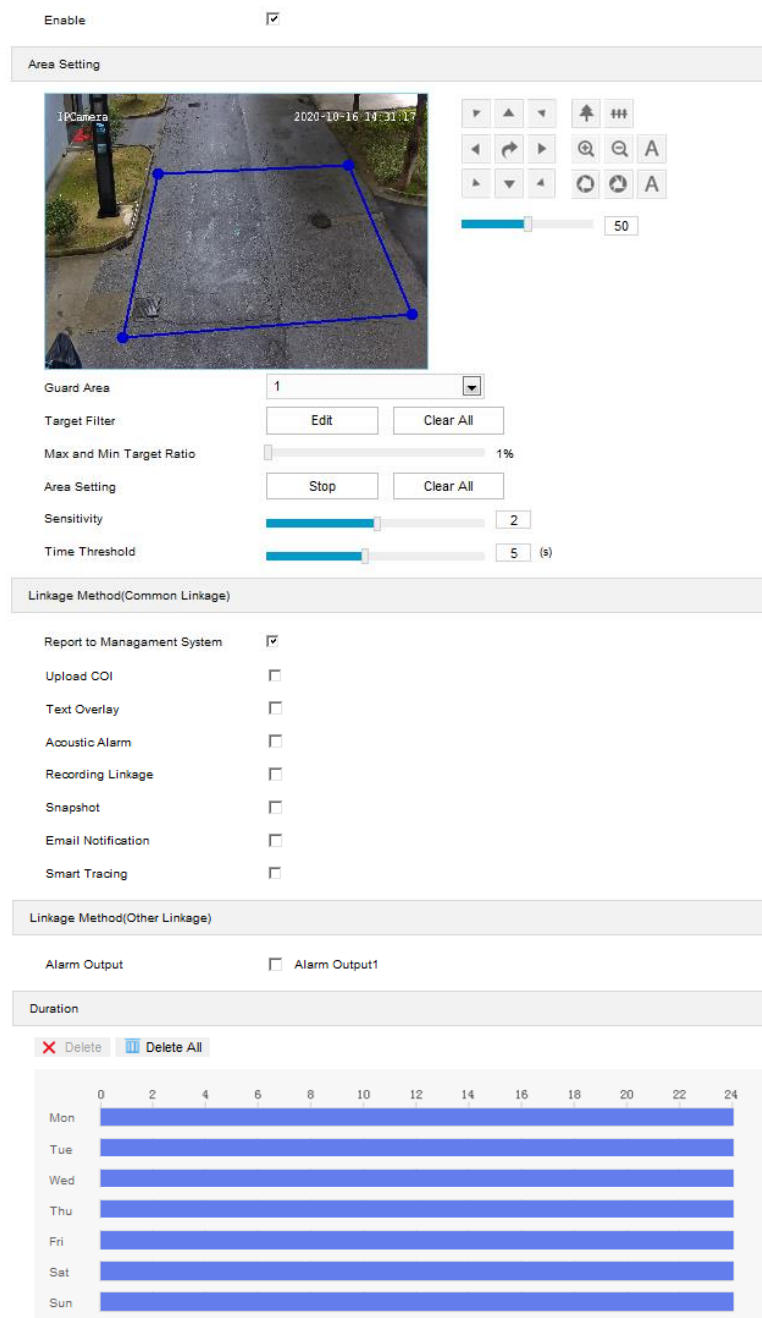 Enable
Area Setting
IPCamera 2020-10-16 14:31:17
A
A
50
Guard Area 1
Target Filter Edit Clear All
Max and Min Target Ratio 1%
Area Setting Stop Clear All
Sensitivity 2
Time Threshold 5 (s)
Linkage Method(Common Linkage)
Report to Managament System
Upload COI
Text Overlay
Acoustic Alarm
Recording Linkage
Snapshot
Email Notification
Smart Tracing
Linkage Method(Other Linkage)
Alarm Output Alarm Output1
Duration
Delete Delete All
0 2 4 6 8 10 12 14 16 18 20 22 24
Mon
Tue
Wed
Thu
Fri
Sat
Sun